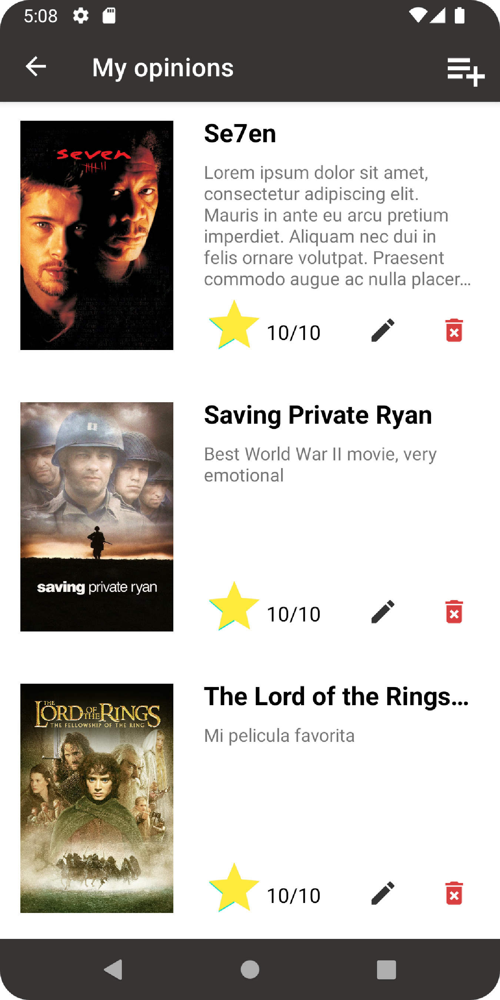 5:08
My opinions
seven
Se7en
Lorem ipsum dolor sit amet,
consectetur adipiscing elit.
Mauris in ante eu arcu pretium
imperdiet. Aliquam nec dui in
felis ornare volutpat. Praesent
commodo augue ac nulla placer...
10/10
Saving Private Ryan
Best World War II movie, very
emotional
saving private ryan
10/10
The Lord of the Rings...
THE
LORD OF THE RINGS
THE FELLOWSHIP OF THE RING
Mi pelicula favorita
10/10